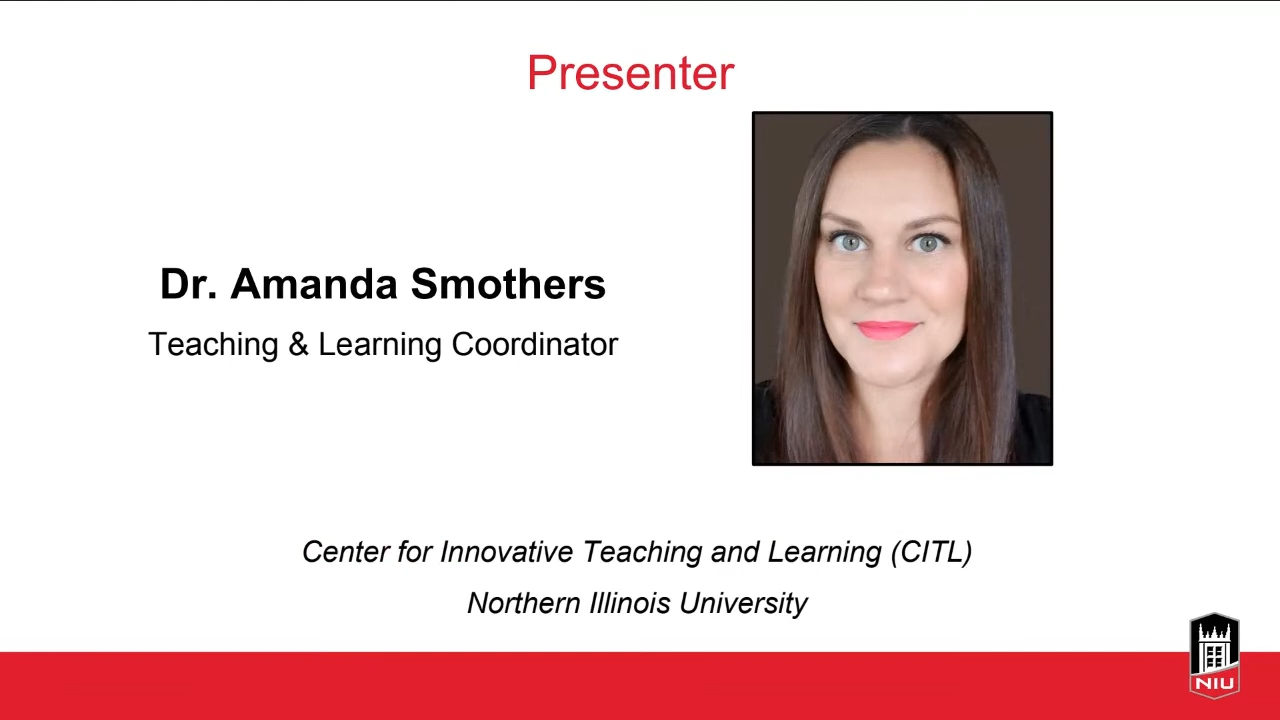 Presenter
Dr. Amanda Smothers
Teaching & Learning Coordinator
Center for Innovative Teaching and Learning (CITL)
Northern Illinois University
NIU